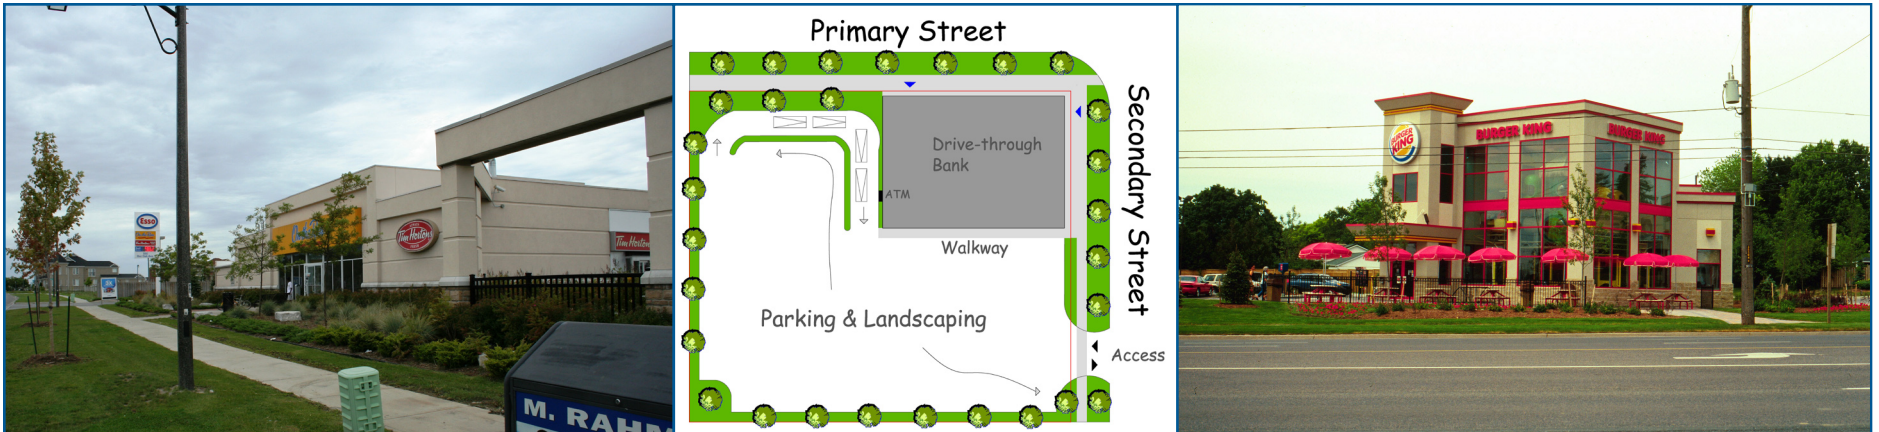 Esso
Tim Hortons
Tim Hortons
M. RAHM
Primary Street
Secondary Street
Drive-through
Bank
ATM
Walkway
Parking & Landscaping
Access
BURGER
KING
BURGER KING
BURGER KING